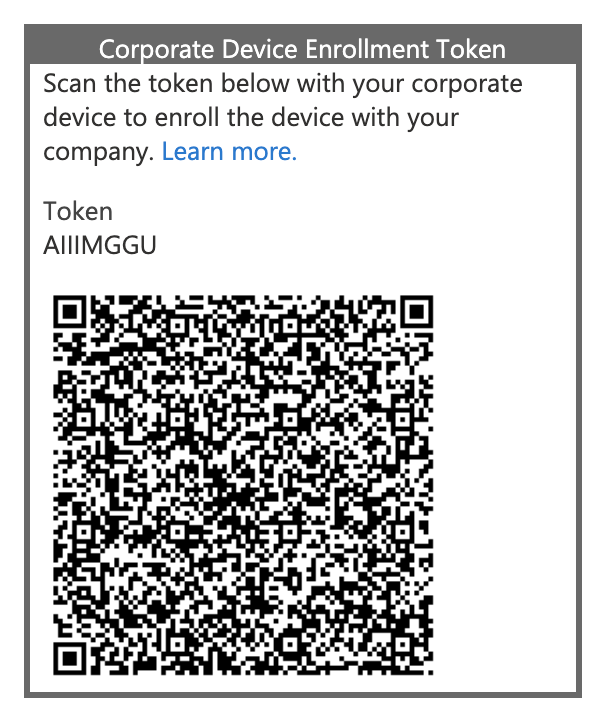 Corporate Device Enrollment Token
Scan the token below with your corporate
device to enroll the device with your
company. Learn more.
Token
AIIIMGGU